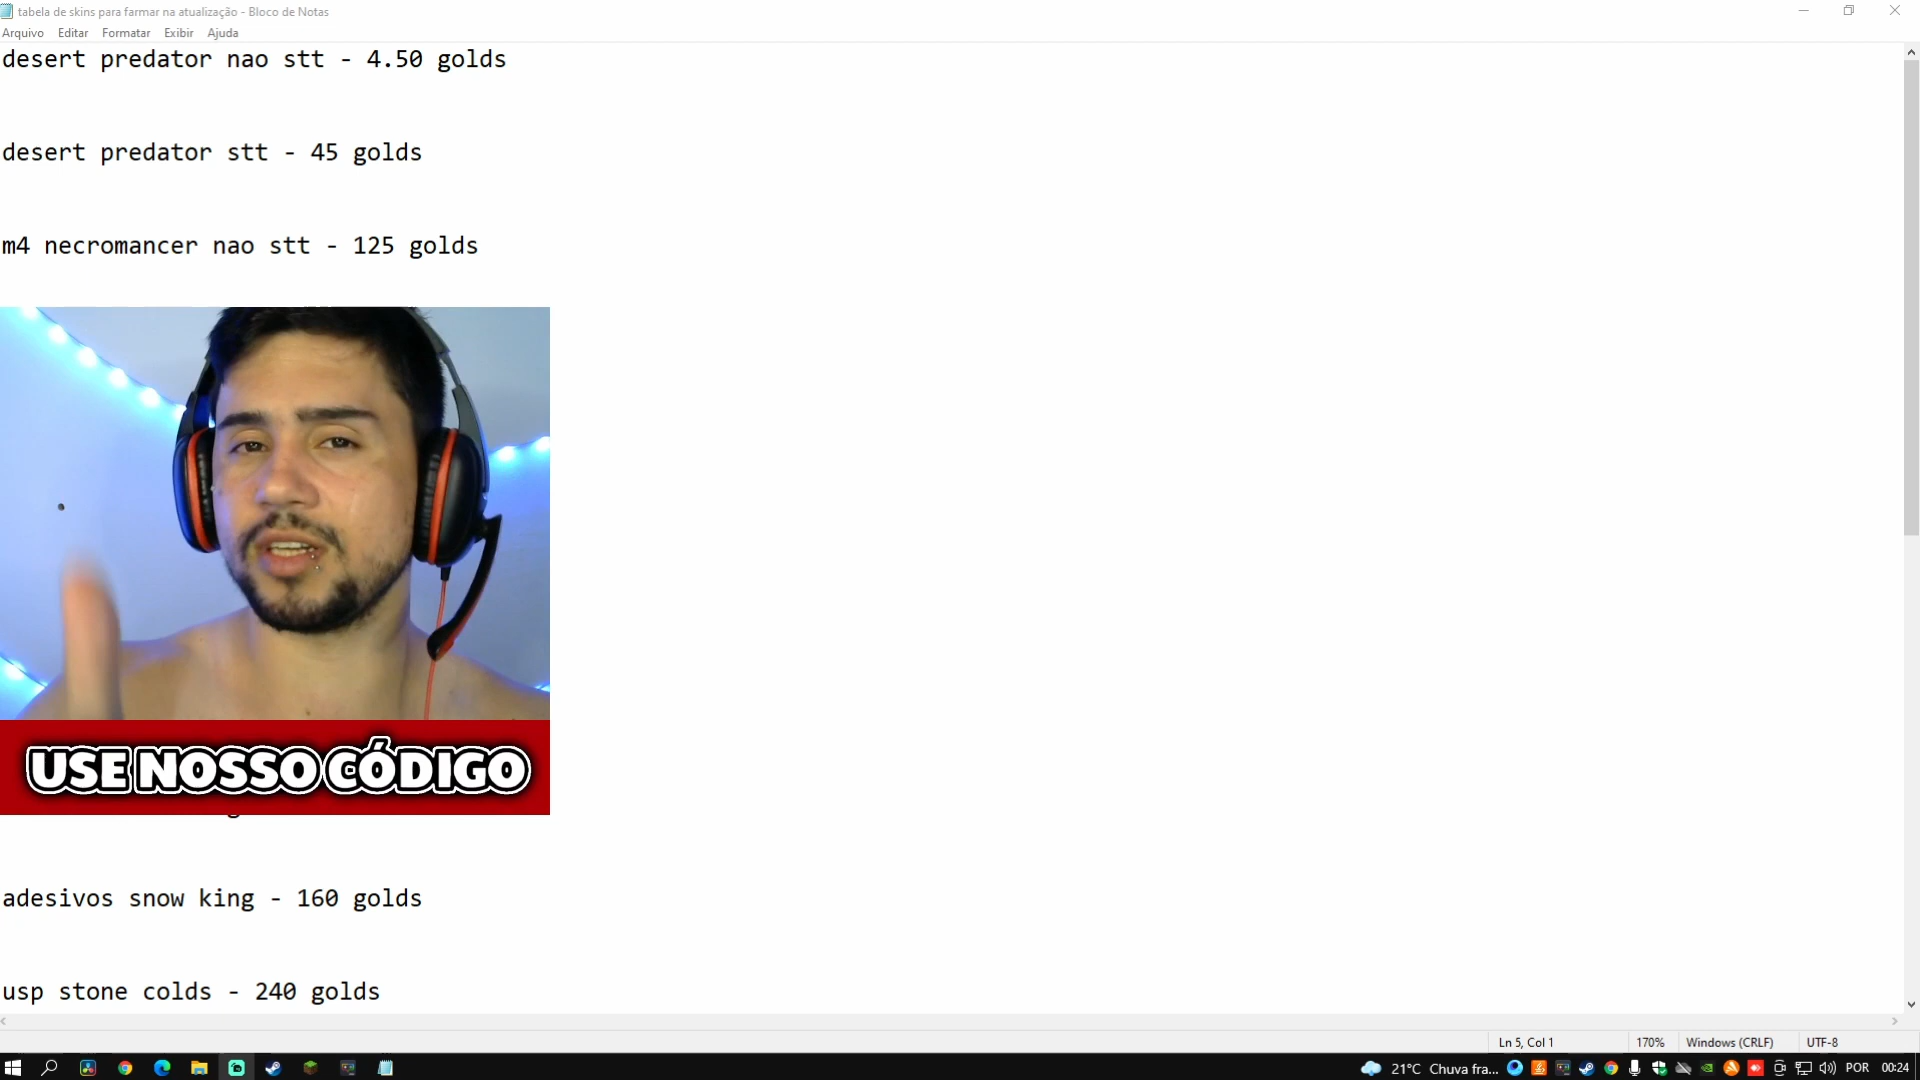 tabela de skins para farmar na atualização - Bloco de Notas
Arquivo Editar Formatar Exibir Ajuda
desert predator nao stt - 4.50 golds
desert predator stt - 45 golds
m4 necromancer nao stt - 125 golds
USE NOSSO CÓDIGO
adesivos snow king - 160 golds
usp stone colds - 240 golds
Ln 5, Col 1 170% Windows (CRLF) UTF-8
21°C Chuva fra... POR 00:24